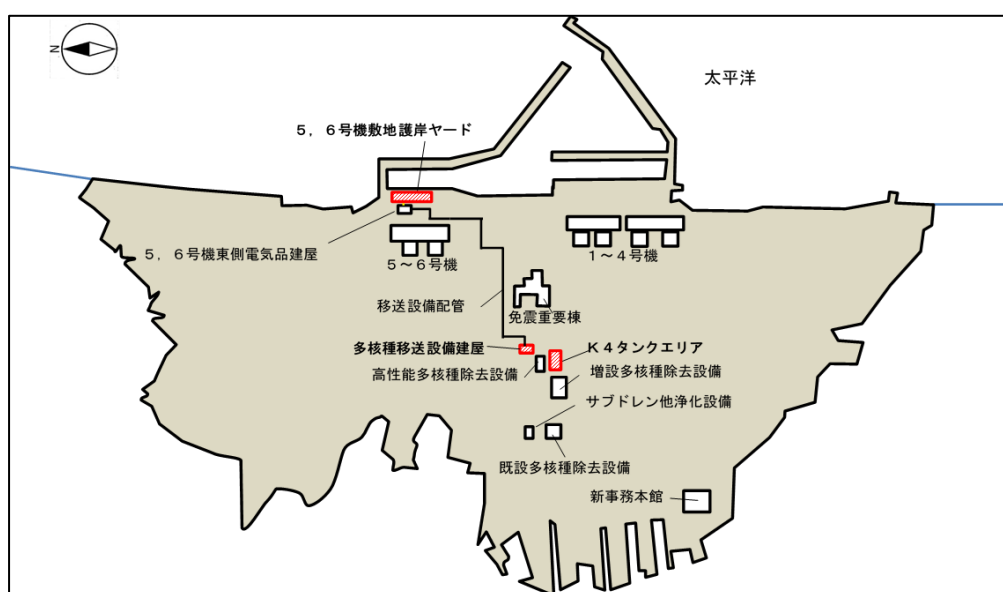 N
太平洋
５，６号機敷地護岸ヤード
５，６号機東側電気品建屋
５～６号機
１～４号機
移送設備配管
免震重要棟
多核種移送設備建屋
Ｋ４タンクエリア
高性能多核種除去設備
増設多核種除去設備
サブドレン他浄化設備
既設多核種除去設備
新事務本館